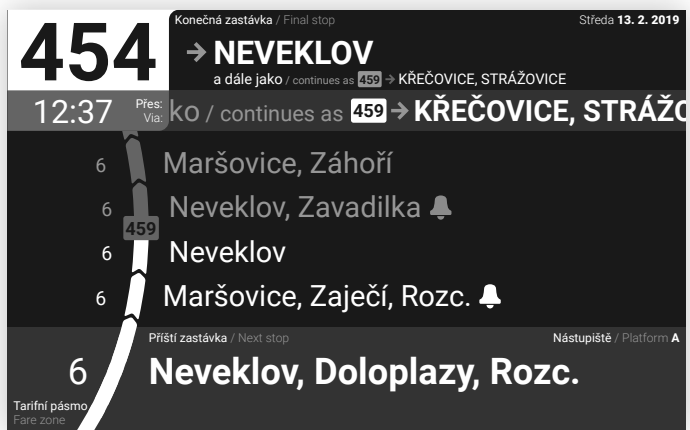 454
Konečná zastávka / Final stop
Středa 13. 2. 2019
→ NEVEKLOV
a dále jako / continues as 459 → KŘEČOVICE, STRÁŽOVICE
12:37
Přes:
Via:
ko / continues as 459 → KŘEČOVICE, STRÁŽO
6 Maršovice, Záhoří
6 Neveklov, Zavadilka
459
6 Neveklov
6 Maršovice, Zaječí, Rozc.
Příští zastávka / Next stop
Nástupiště / Platform A
6 Neveklov, Doloplazy, Rozc.
Tarifní pásmo
Fare zone